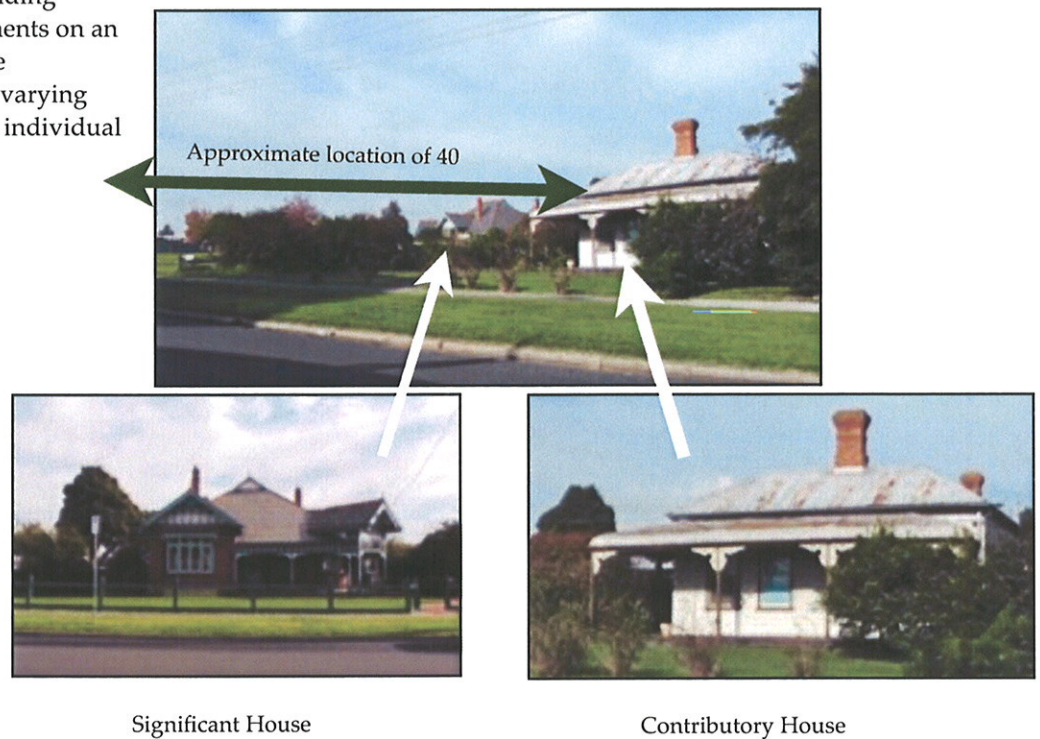 ments on an
varying
individual
Approximate location of 40
Significant House
Contributory House